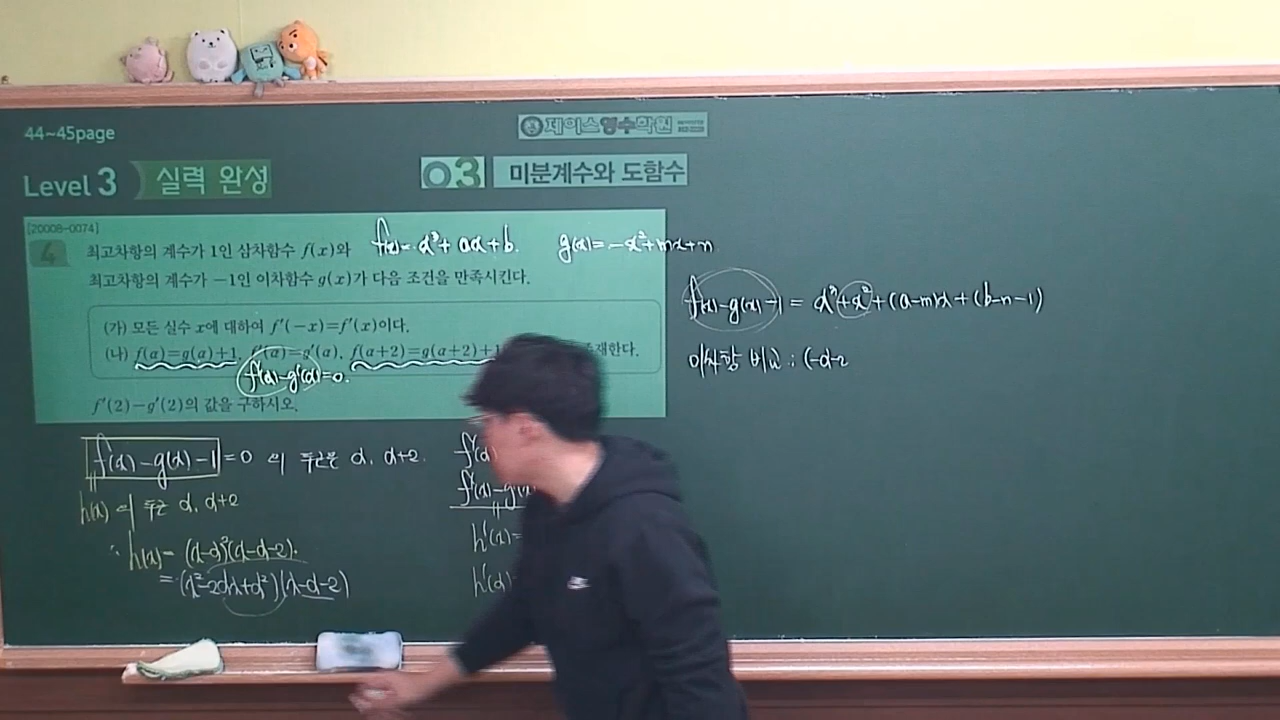 44~45page
제이스영수학원
Level 3 실력 완성
03 미분계수와 도함수
[20008-0074]
4 최고차항의 계수가 1인 삼차함수 f(x)와 f(x)=x³+ax+b. g(x)=-x²+mx+n
최고차항의 계수가 -1인 이차함수 g(x)가 다음 조건을 만족시킨다.
(가) 모든 실수 x에 대하여 f'(-x)=f'(x)이다.
(나) f(α)=g(α)+1, f'(α)=g'(α), f(α+2)=g(α+2)+1 존재한다.
f'(α)-g'(α)=0.
f'(2)-g'(2)의 값을 구하시오.
f(x)-g(x)-1=0 의 두근은 α, α+2.
h(x) 의 두근 α, α+2
∴ h(x)=(x-α)²(x-α-2).
=(x²-2αx+α²)(x-α-2)
f'(x)
f'(x)-g'(x)
h'(x)=
h'(α)=
f(x)-g(x)-1=x³+x²+(a-m)x+(b-n-1)
이차항 비교 : (-α-2